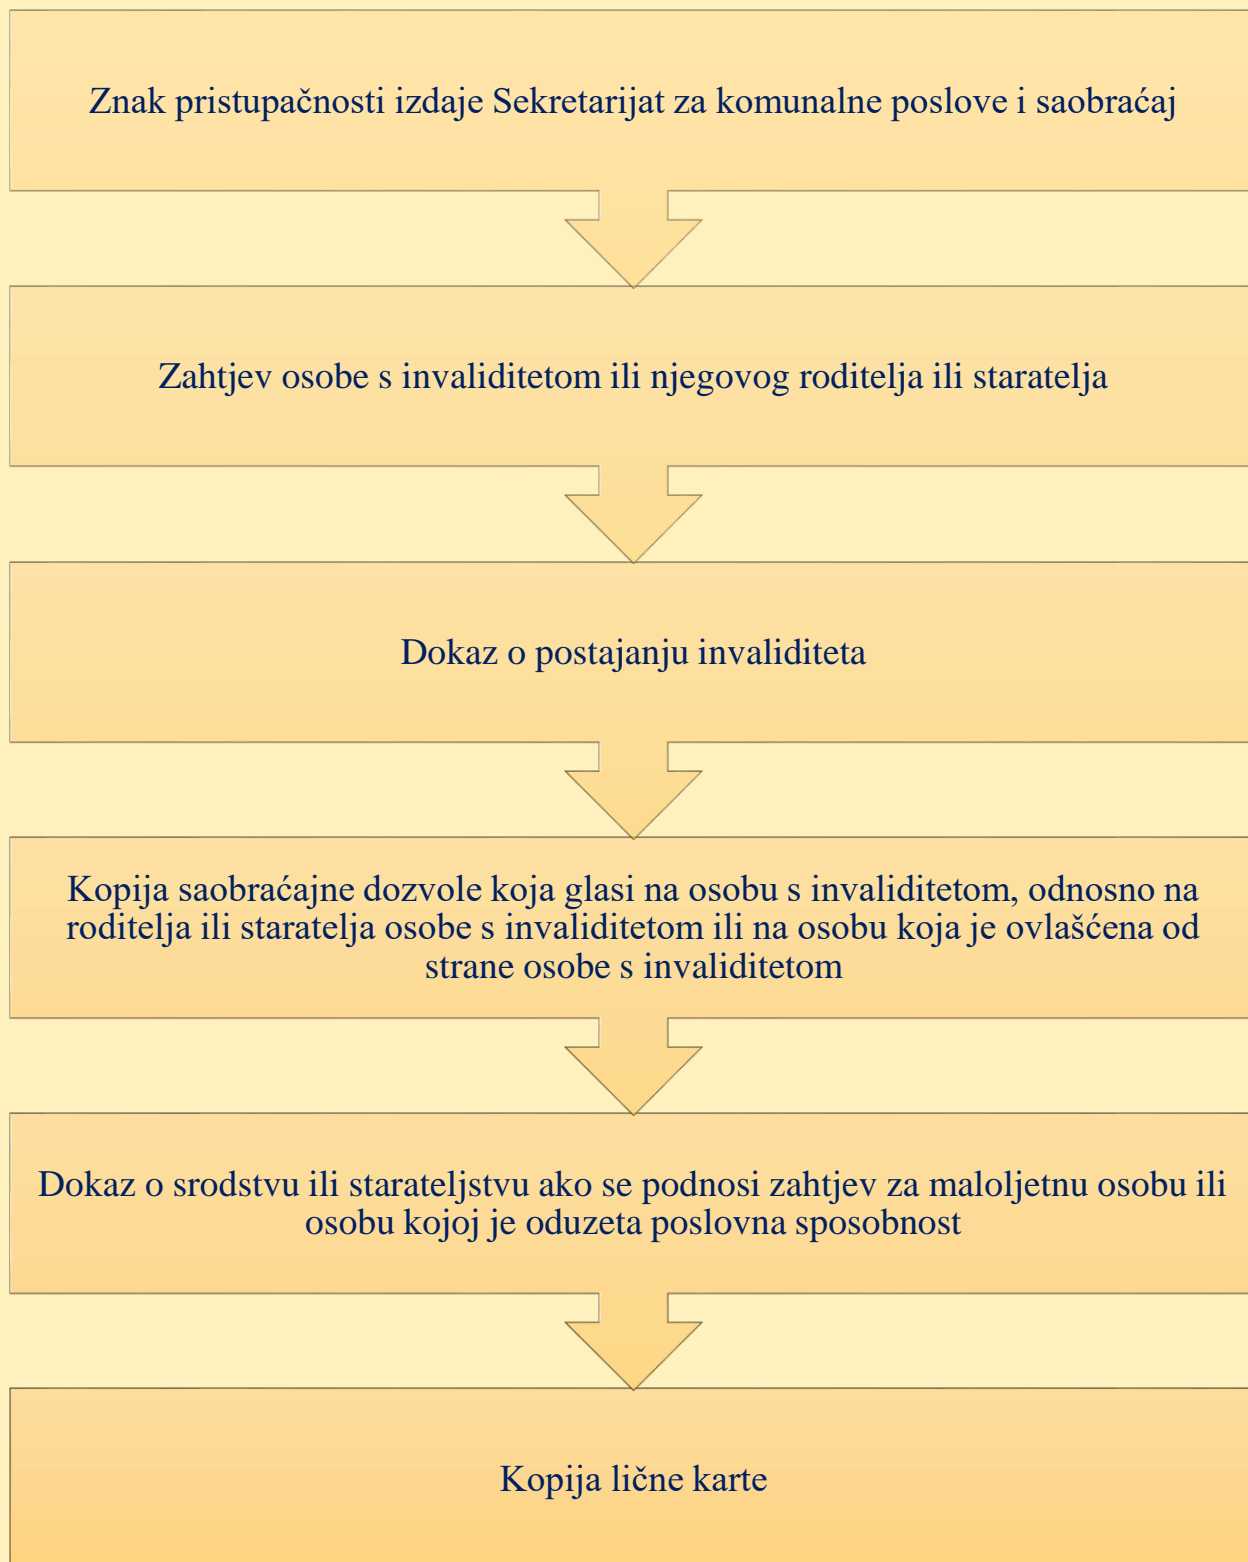 Znak pristupačnosti izdaje Sekretarijat za komunalne poslove i saobraćaj
Zahtjev osobe s invaliditetom ili njegovog roditelja ili staratelja
Dokaz o postajanju invaliditeta
Kopija saobraćajne dozvole koja glasi na osobu s invaliditetom, odnosno na
roditelja ili staratelja osobe s invaliditetom ili na osobu koja je ovlašćena od
strane osobe s invaliditetom
Dokaz o srodstvu ili starateljstvu ako se podnosi zahtjev za maloljetnu osobu ili
osobu kojoj je oduzeta poslovna sposobnost
Kopija lične karte